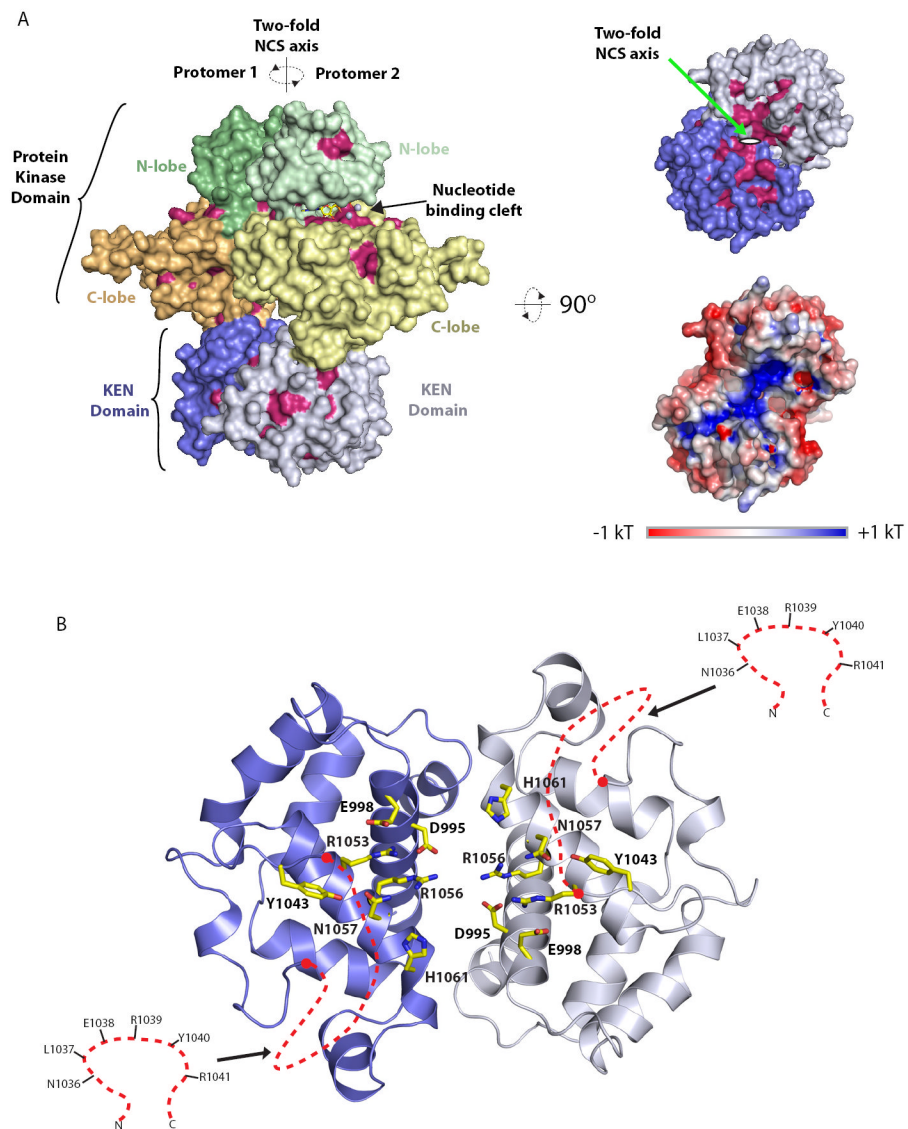 A
Two-fold
NCS axis
Protomer 1
Protomer 2
Protein
Kinase
Domain
N-lobe
N-lobe
Nucleotide
binding cleft
C-lobe
C-lobe
KEN
Domain
KEN
Domain
90°
Two-fold
NCS axis
-1 kT
+1 kT
B
E1038
R1039
L1037
Y1040
N1036
R1041
N
C
E998
D995
R1053
R1056
Y1043
N1057
H1061
H1061
N1057
R1056
Y1043
R1053
D995
E998
E1038
R1039
L1037
Y1040
N1036
R1041
N
C